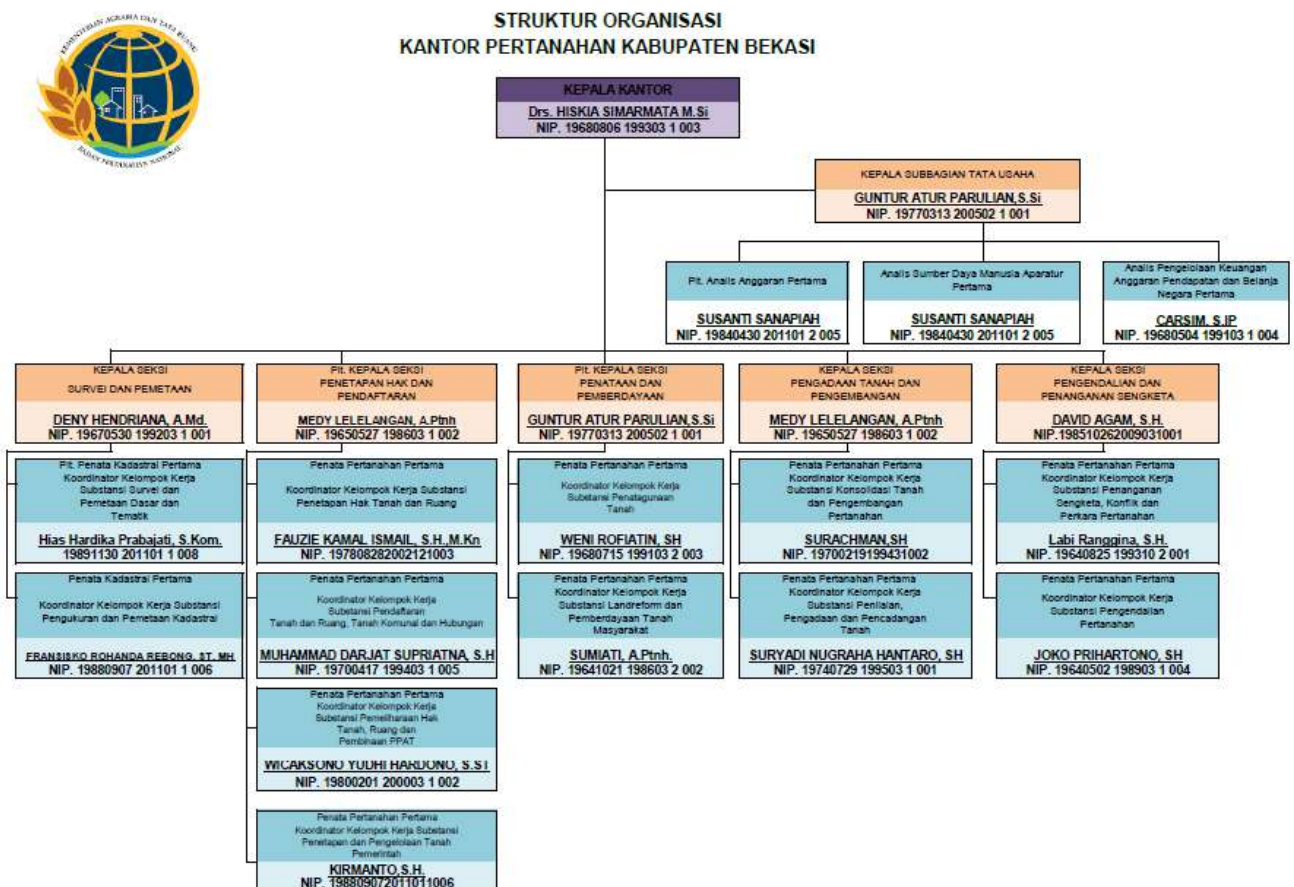 KEMENTERIAN AGRARIA DAN TATA RUANG
BADAN PERTANAHAN NASIONAL
STRUKTUR ORGANISASI
KANTOR PERTANAHAN KABUPATEN BEKASI
KEPALA KANTOR
Drs. HISKIA SIMARMATA M.Si
NIP. 19680806 199303 1 003
KEPALA SUBBAGIAN TATA USAHA
GUNTUR ATUR PARULIAN,S.Si
NIP. 19770313 200502 1 001
Plt. Analis Anggaran Pertama
SUSANTI SANAPIAH
NIP. 19840430 201101 2 005
Analis Sumber Daya Manusia Aparatur
Pertama
SUSANTI SANAPIAH
NIP. 19840430 201101 2 005
Analis Pengelolaan Keuangan
Anggaran Pendapatan dan Belanja
Negara Pertama
CARSIM, S.IP
NIP. 19680504 199103 1 004
KEPALA SEKSI
SURVEI DAN PEMETAAN
DENY HENDRIANA, A.Md.
NIP. 19670530 199203 1 001
Plt. Penata Kadastral Pertama
Koordinator Kelompok Kerja
Substansi Survei dan
Pemetaan Dasar dan
Tematik
Hias Hardika Prabajati, S.Kom.
19891130 201101 1 008
Penata Kadastral Pertama
Koordinator Kelompok Kerja Substansi
Pengukuran dan Pemetaan Kadastral
FRANSISKO ROHANDA REBONG, ST, MH
NIP. 19880907 201101 1 006
Plt. KEPALA SEKSI
PENETAPAN HAK DAN
PENDAFTARAN
MEDY LELELANGAN, A.Ptnh
NIP. 19650527 198603 1 002
Penata Pertanahan Pertama
Koordinator Kelompok Kerja Substansi
Penetapan Hak Tanah dan Ruang
FAUZIE KAMAL ISMAIL, S.H.,M.Kn
NIP. 197808282002121003
Penata Pertanahan Pertama
Koordinator Kelompok Kerja
Substansi Pendaftaran
Tanah dan Ruang, Tanah Komunal dan Hubungan
MUHAMMAD DARJAT SUPRIATNA, S.H
NIP. 19700417 199403 1 005
Penata Pertanahan Pertama
Koordinator Kelompok Kerja
Substansi Pemeliharaan Hak
Tanah, Ruang dan
Pembinaan PPAT
WICAKSONO YUDHI HARDONO, S.ST
NIP. 19800201 200003 1 002
Penata Pertanahan Pertama
Koordinator Kelompok Kerja Substansi
Penetapan dan Pengelolaan Tanah
Pemerintah
KIRMANTO,S.H.
NIP. 198809072011011006
Plt. KEPALA SEKSI
PENATAAN DAN
PEMBERDAYAAN
GUNTUR ATUR PARULIAN,S.Si
NIP. 19770313 200502 1 001
Penata Pertanahan Pertama
Koordinator Kelompok Kerja
Substansi Penatagunaan
Tanah
WENI ROFIATIN, SH
NIP. 19680715 199103 2 003
Penata Pertanahan Pertama
Koordinator Kelompok Kerja
Substansi Landreform dan
Pemberdayaan Tanah
Masyarakat
SUMIATI, A.Ptnh.
NIP. 19641021 198603 2 002
KEPALA SEKSI
PENGADAAN TANAH DAN
PENGEMBANGAN
MEDY LELELANGAN, A.Ptnh
NIP. 19650527 198603 1 002
Penata Pertanahan Pertama
Koordinator Kelompok Kerja
Substansi Konsolidasi Tanah
dan Pengembangan
Pertanahan
SURACHMAN,SH
NIP. 19700219199431002
Penata Pertanahan Pertama
Koordinator Kelompok Kerja
Substansi Penilaian,
Pengadaan dan Pencadangan
Tanah
SURYADI NUGRAHA HANTARO, SH
NIP. 19740729 199503 1 001
KEPALA SEKSI
PENGENDALIAN DAN
PENANGANAN SENGKETA
DAVID AGAM, S.H.
NIP.198510262009031001
Penata Pertanahan Pertama
Koordinator Kelompok Kerja
Substansi Penanganan
Sengketa, Konflik dan
Perkara Pertanahan
Labi Ranggina, S.H.
NIP. 19640825 199310 2 001
Penata Pertanahan Pertama
Koordinator Kelompok Kerja
Substansi Pengendalian
Pertanahan
JOKO PRIHARTONO, SH
NIP. 19640502 198903 1 004